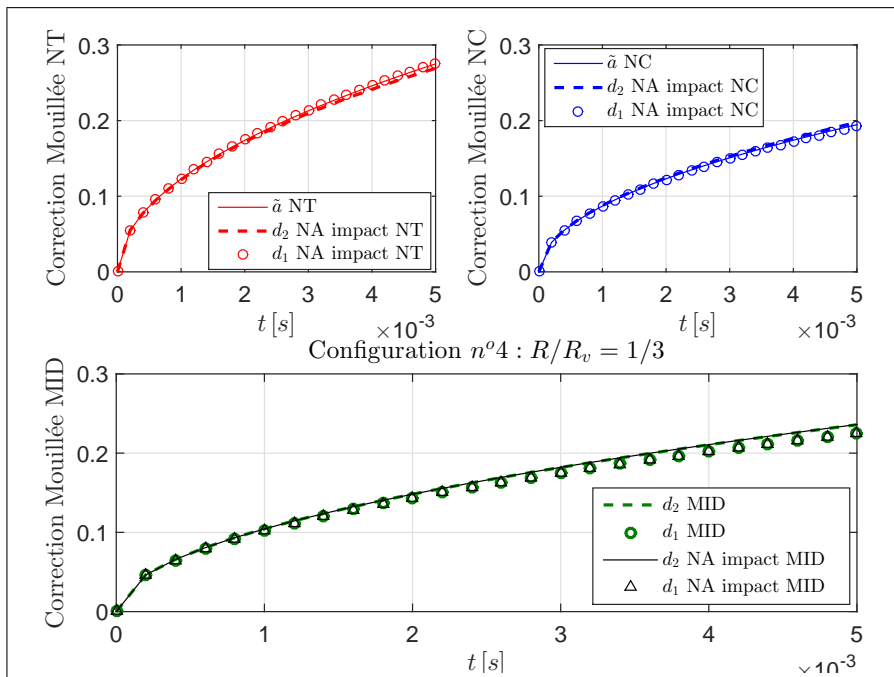 Correction Mouillée NT
0.3
0.2
0.1
0
0 1 2 3 4 5
t [s]
×10⁻³
ã NT
d₂ NA impact NT
d₁ NA impact NT
Correction Mouillée NC
0.3
0.2
0.1
0
0 1 2 3 4 5
t [s]
×10⁻³
ã NC
d₂ NA impact NC
d₁ NA impact NC
Configuration nº4 : R/Rᵥ = 1/3
Correction Mouillée MID
0.3
0.2
0.1
0
0 1 2 3 4 5
t [s]
×10⁻³
d₂ MID
d₁ MID
d₂ NA impact MID
d₁ NA impact MID